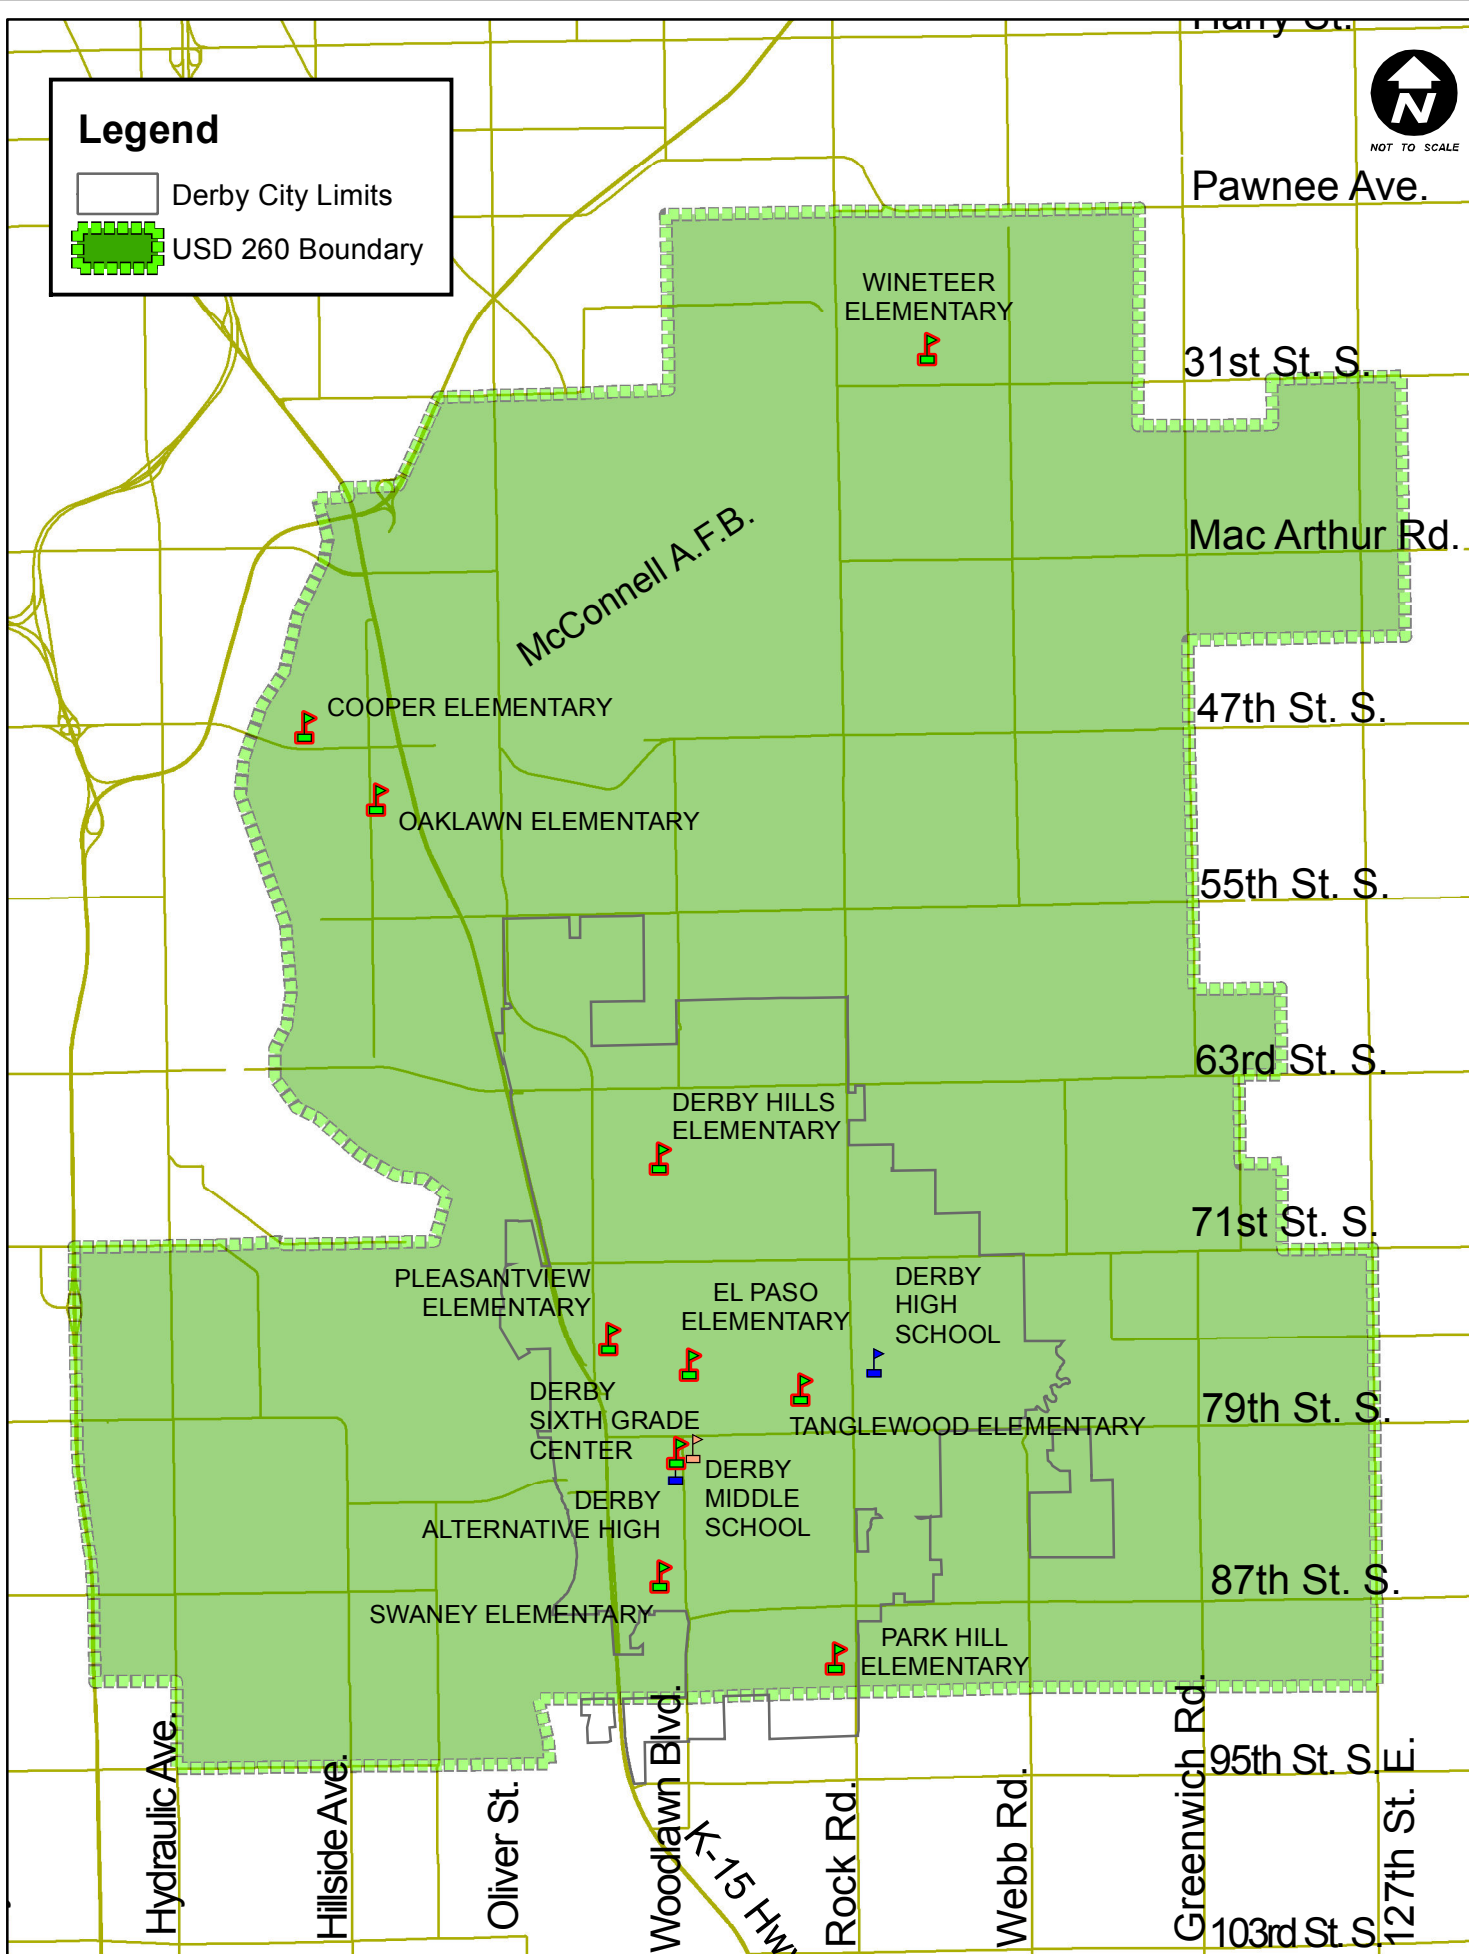 Harry St.
N
NOT TO SCALE
Legend
Derby City Limits
USD 260 Boundary
Pawnee Ave.
WINETEER
ELEMENTARY
31st St. S.
McConnell A.F.B.
Mac Arthur Rd.
COOPER ELEMENTARY
47th St. S.
OAKLAWN ELEMENTARY
55th St. S.
63rd St. S.
DERBY HILLS
ELEMENTARY
71st St. S.
PLEASANTVIEW
ELEMENTARY
EL PASO
ELEMENTARY
DERBY
HIGH
SCHOOL
DERBY
SIXTH GRADE
CENTER
TANGLEWOOD ELEMENTARY
79th St. S.
DERBY
MIDDLE
SCHOOL
DERBY
ALTERNATIVE HIGH
87th St. S.
SWANEY ELEMENTARY
PARK HILL
ELEMENTARY
95th St. S.
Hydraulic Ave.
Hillside Ave.
Oliver St.
Woodlawn Blvd.
K-15 Hwy
Rock Rd.
Webb Rd.
Greenwich Rd.
127th St. E.
103rd St. S.